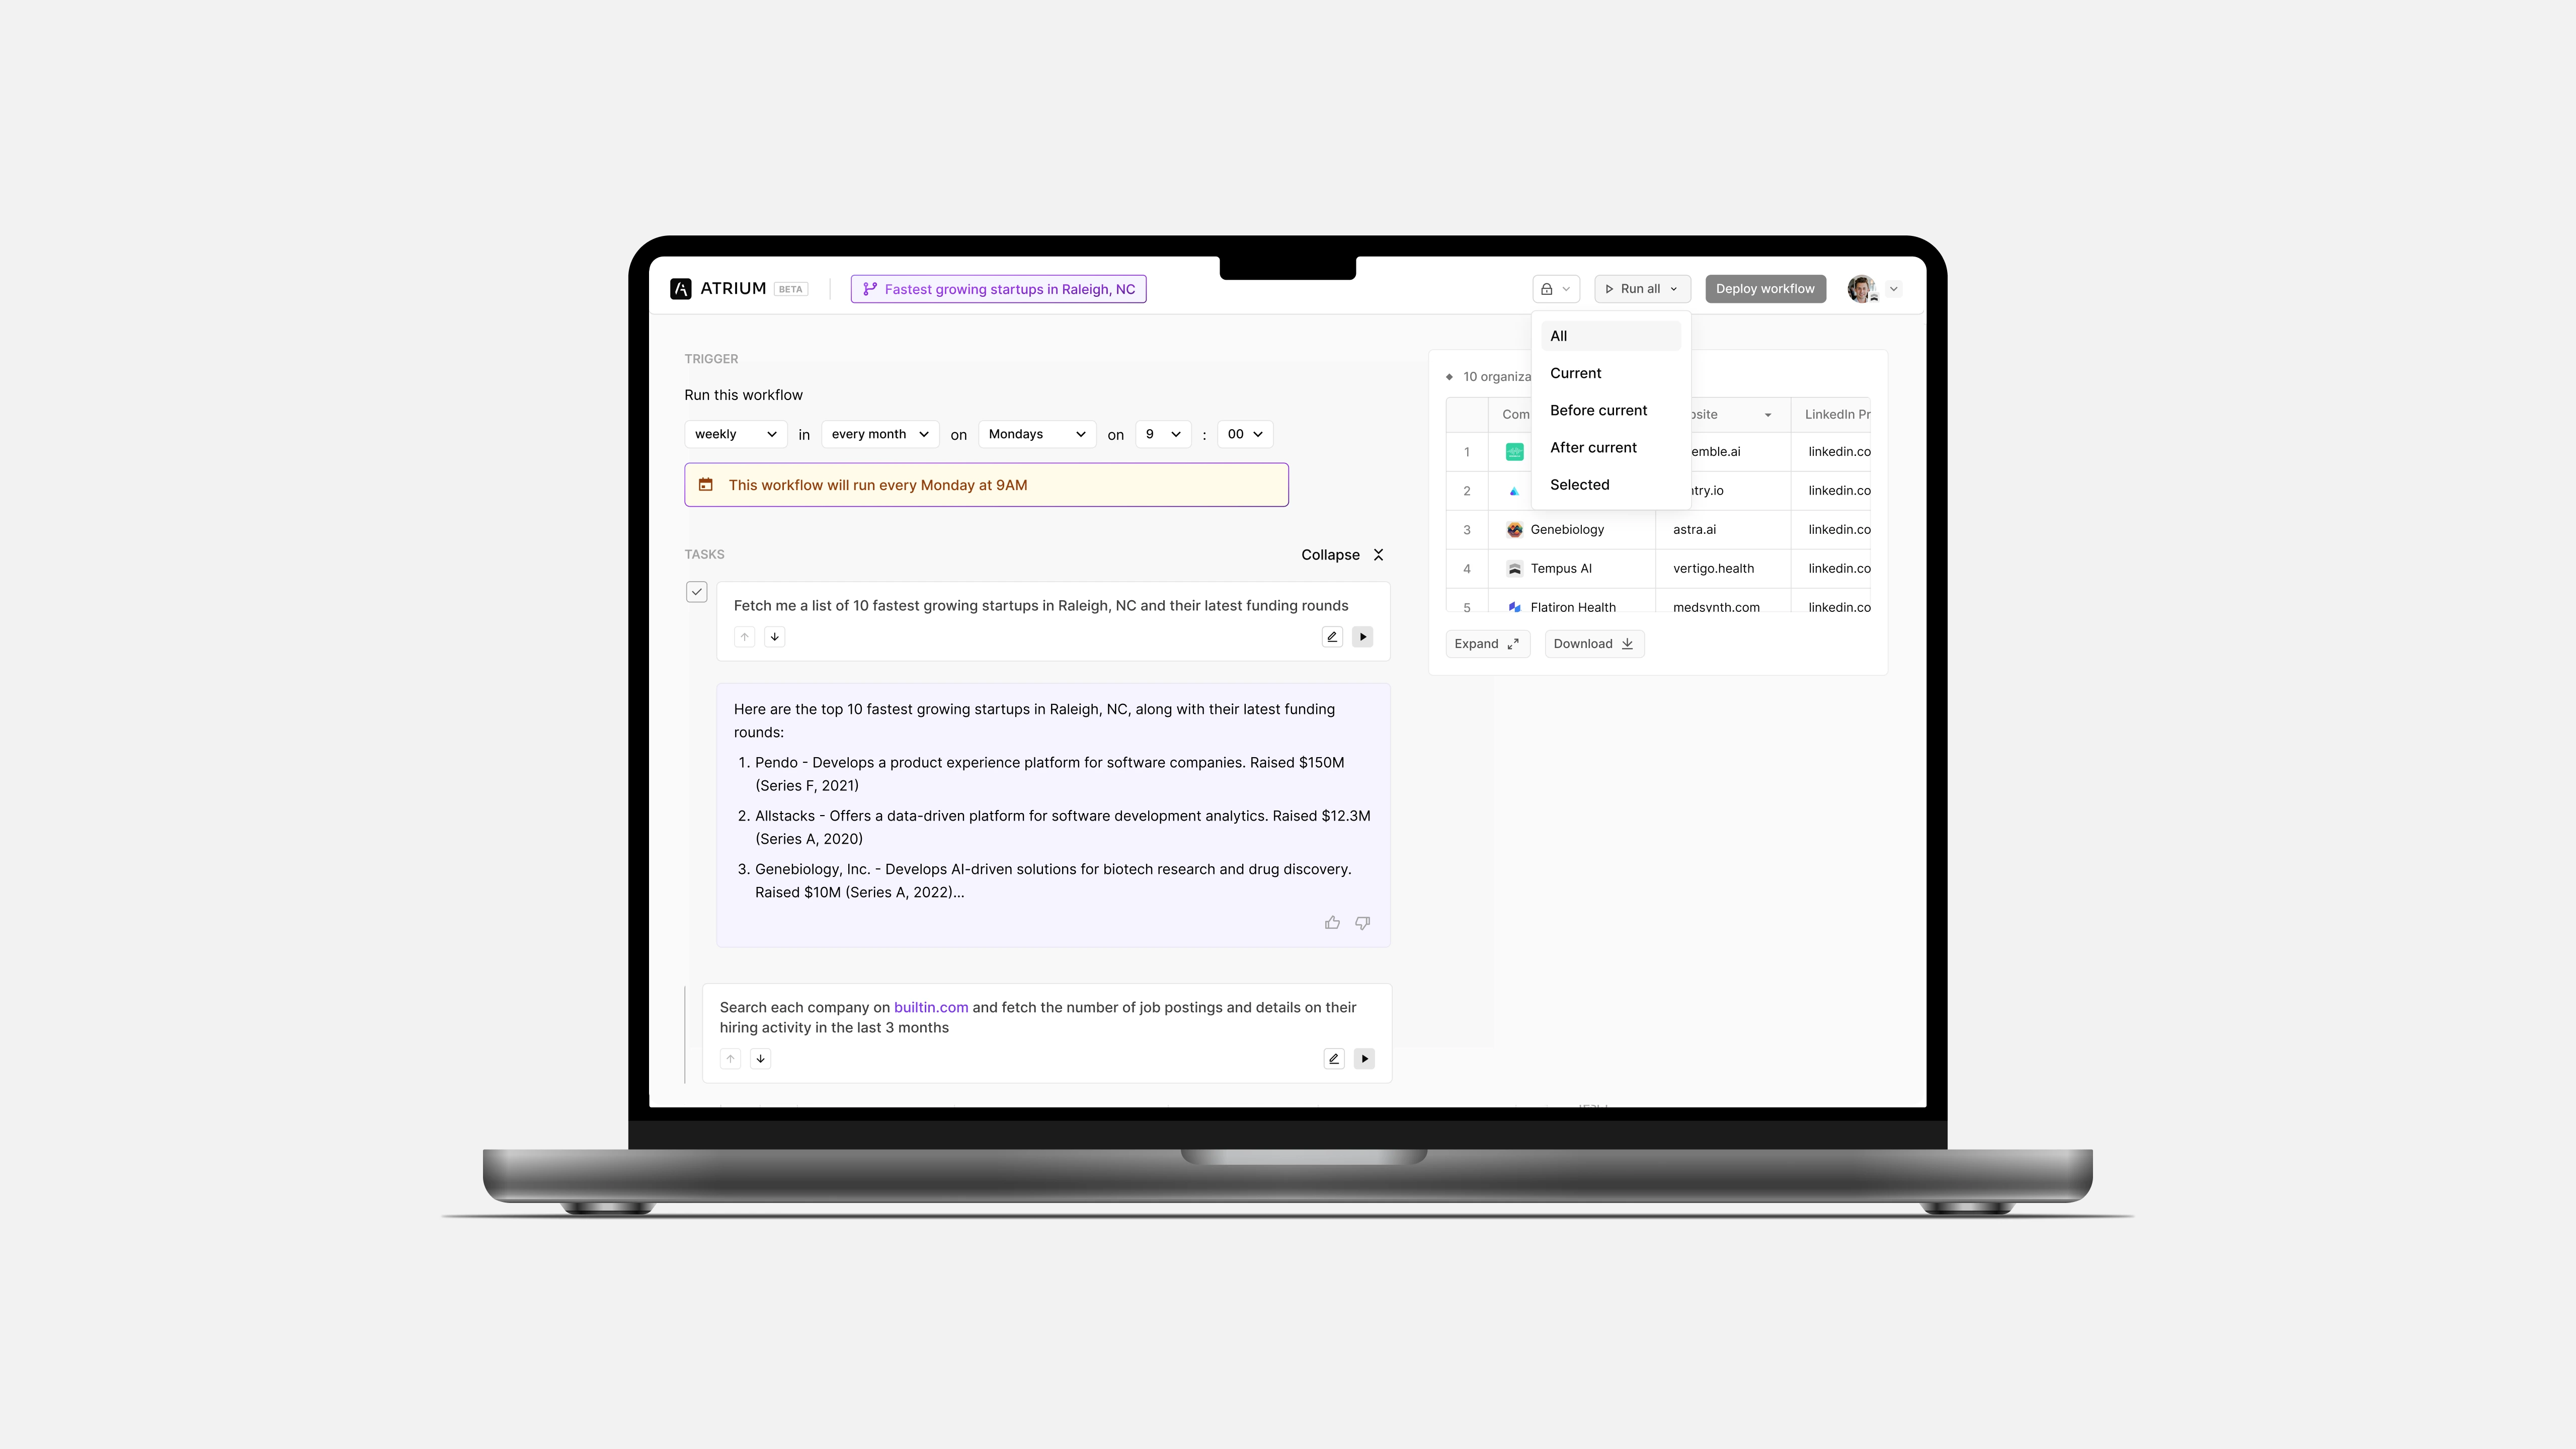 ATRIUM BETA
Fastest growing startups in Raleigh, NC
Run all
Deploy workflow
All
Current
Before current
After current
Selected
TRIGGER
Run this workflow
weekly in every month on Mondays on 9 : 00
This workflow will run every Monday at 9AM
TASKS
Collapse
Fetch me a list of 10 fastest growing startups in Raleigh, NC and their latest funding rounds
Here are the top 10 fastest growing startups in Raleigh, NC, along with their latest funding
rounds:
1. Pendo - Develops a product experience platform for software companies. Raised $150M
(Series F, 2021)
2. Allstacks - Offers a data-driven platform for software development analytics. Raised $12.3M
(Series A, 2020)
3. Genebiology, Inc. - Develops AI-driven solutions for biotech research and drug discovery.
Raised $10M (Series A, 2022)...
Search each company on builtin.com and fetch the number of job postings and details on their
hiring activity in the last 3 months
10 organiza
Com bsite LinkedIn Pr
1 emble.ai linkedin.co
2 try.io linkedin.co
3 Genebiology astra.ai linkedin.co
4 Tempus AI vertigo.health linkedin.co
5 Flatiron Health medsynth.com linkedin.co
Expand
Download